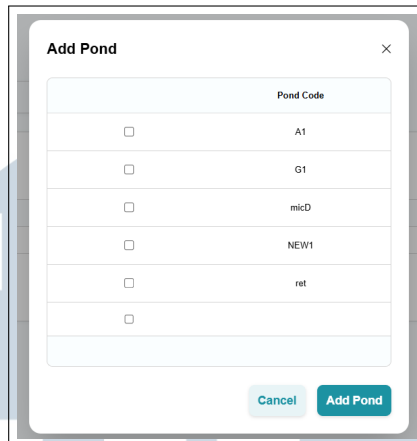 Add Pond
Pond Code
A1
G1
micD
NEW1
ret
Cancel Add Pond